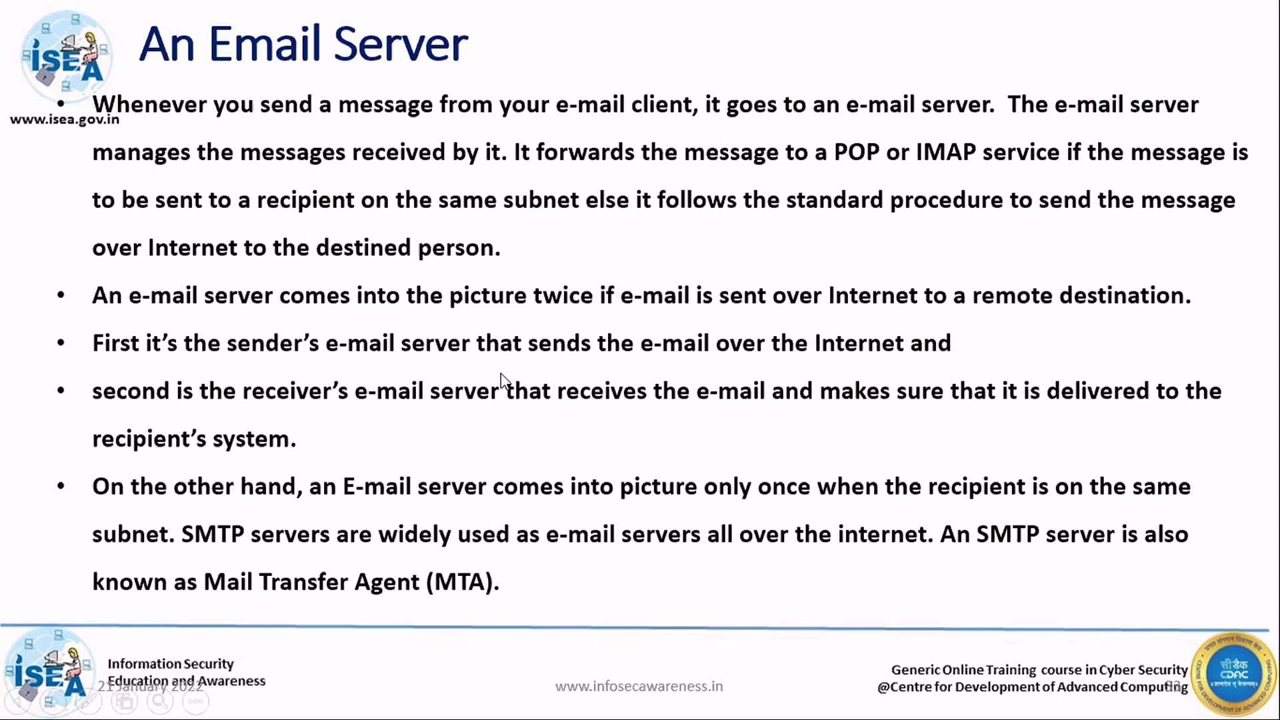 An Email Server
iSEA
www.isea.gov.in
• Whenever you send a message from your e-mail client, it goes to an e-mail server. The e-mail server
manages the messages received by it. It forwards the message to a POP or IMAP service if the message is
to be sent to a recipient on the same subnet else it follows the standard procedure to send the message
over Internet to the destined person.
• An e-mail server comes into the picture twice if e-mail is sent over Internet to a remote destination.
• First it’s the sender’s e-mail server that sends the e-mail over the Internet and
• second is the receiver’s e-mail server that receives the e-mail and makes sure that it is delivered to the
recipient’s system.
• On the other hand, an E-mail server comes into picture only once when the recipient is on the same
subnet. SMTP servers are widely used as e-mail servers all over the internet. An SMTP server is also
known as Mail Transfer Agent (MTA).
iSEA
Information Security
Education and Awareness
21 January 2022
www.infosecawareness.in
Generic Online Training course in Cyber Security
@Centre for Development of Advanced Computing
सी डैक
CDAC